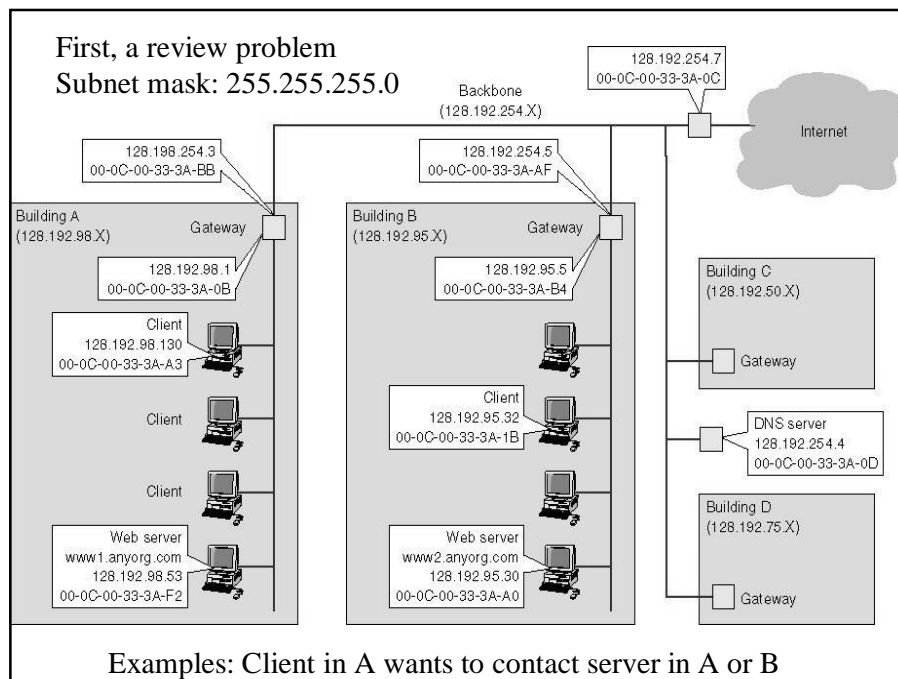 First, a review problem
Subnet mask: 255.255.255.0
128.192.254.7
00-0C-00-33-3A-0C
Backbone
(128.192.254.X)
Internet
128.198.254.3
00-0C-00-33-3A-BB
128.192.254.5
00-0C-00-33-3A-AF
Building A
(128.192.98.X)
Gateway
128.192.98.1
00-0C-00-33-3A-0B
Client
128.192.98.130
00-0C-00-33-3A-A3
Client
Client
Web server
www1.anyorg.com
128.192.98.53
00-0C-00-33-3A-F2
Building B
(128.192.95.X)
Gateway
128.192.95.5
00-0C-00-33-3A-B4
Client
128.192.95.32
00-0C-00-33-3A-1B
Web server
www2.anyorg.com
128.192.95.30
00-0C-00-33-3A-A0
Building C
(128.192.50.X)
Gateway
DNS server
128.192.254.4
00-0C-00-33-3A-0D
Building D
(128.192.75.X)
Gateway
Examples: Client in A wants to contact server in A or B